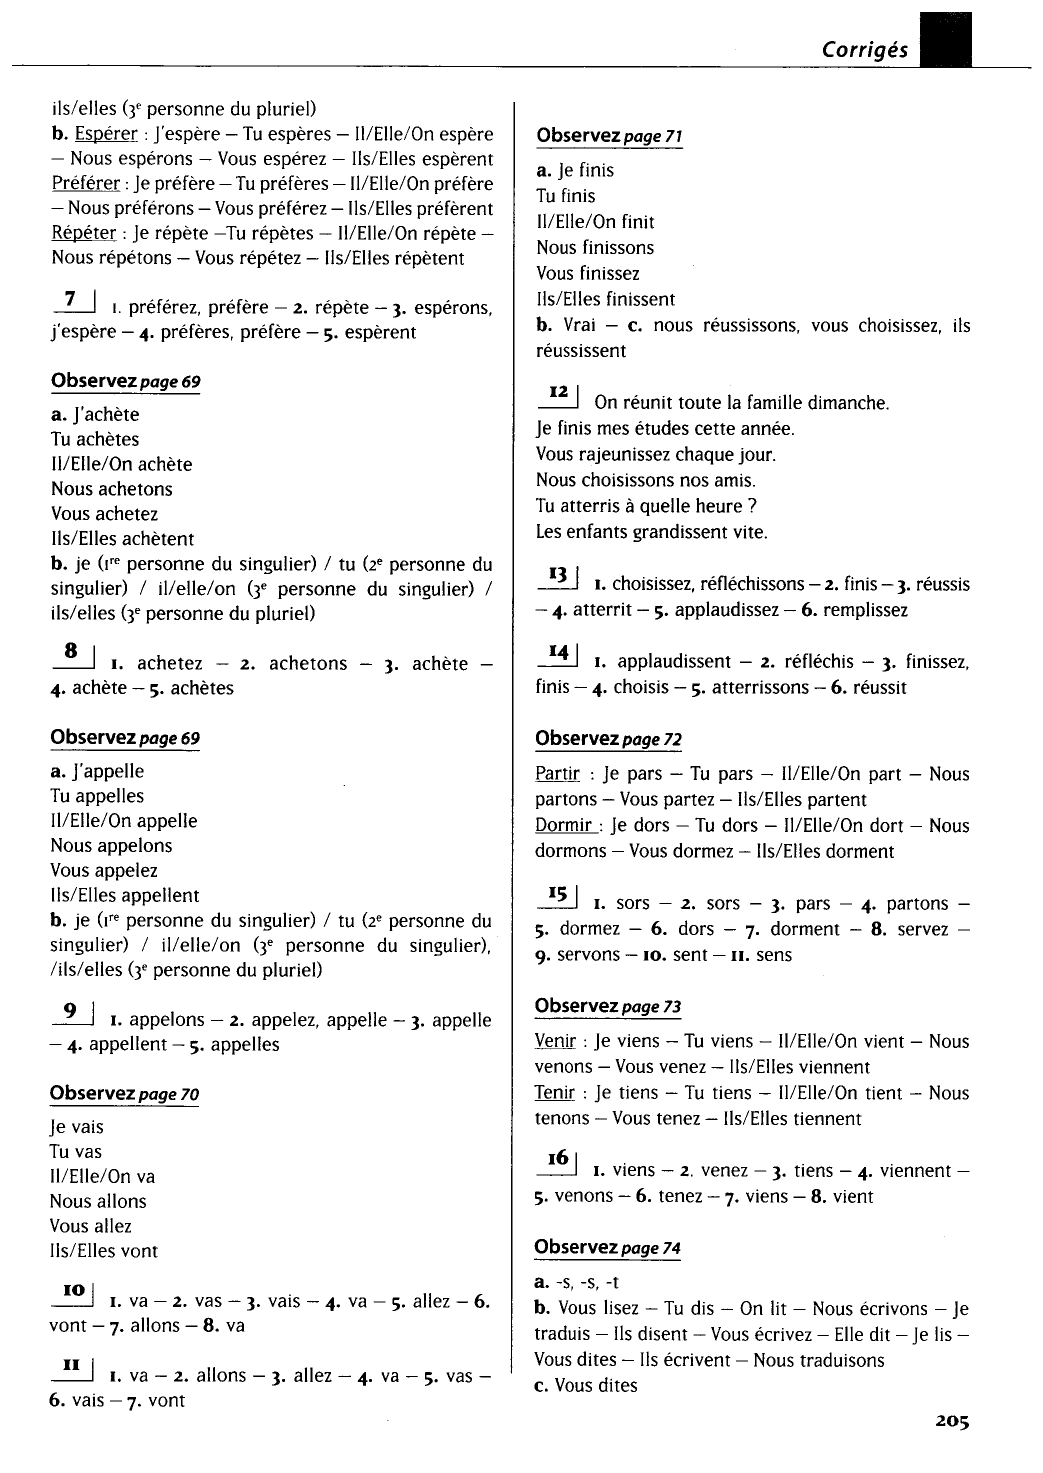 Corrigés
ils/elles (3e personne du pluriel)
b. Espérer : J'espère – Tu espères – Il/Elle/On espère
– Nous espérons – Vous espérez – Ils/Elles espèrent
Préférer : Je préfère – Tu préfères – Il/Elle/On préfère
– Nous préférons – Vous préférez – Ils/Elles préfèrent
Répéter : Je répète –Tu répètes – Il/Elle/On répète –
Nous répétons – Vous répétez – Ils/Elles répètent
7 1. préférez, préfère – 2. répète – 3. espérons,
j'espère – 4. préfères, préfère – 5. espèrent
Observez page 69
a. J'achète
Tu achètes
Il/Elle/On achète
Nous achetons
Vous achetez
Ils/Elles achètent
b. je (1re personne du singulier) / tu (2e personne du
singulier) / il/elle/on (3e personne du singulier) /
ils/elles (3e personne du pluriel)
8 1. achetez – 2. achetons – 3. achète –
4. achète – 5. achètes
Observez page 69
a. J'appelle
Tu appelles
Il/Elle/On appelle
Nous appelons
Vous appelez
Ils/Elles appellent
b. je (1re personne du singulier) / tu (2e personne du
singulier) / il/elle/on (3e personne du singulier),
/ils/elles (3e personne du pluriel)
9 1. appelons – 2. appelez, appelle – 3. appelle
– 4. appellent – 5. appelles
Observez page 70
Je vais
Tu vas
Il/Elle/On va
Nous allons
Vous allez
Ils/Elles vont
10 1. va – 2. vas – 3. vais – 4. va – 5. allez – 6.
vont – 7. allons – 8. va
11 1. va – 2. allons – 3. allez – 4. va – 5. vas –
6. vais – 7. vont
Observez page 71
a. Je finis
Tu finis
Il/Elle/On finit
Nous finissons
Vous finissez
Ils/Elles finissent
b. Vrai – c. nous réussissons, vous choisissez, ils
réussissent
12 On réunit toute la famille dimanche.
Je finis mes études cette année.
Vous rajeunissez chaque jour.
Nous choisissons nos amis.
Tu atterris à quelle heure ?
Les enfants grandissent vite.
13 1. choisissez, réfléchissons – 2. finis – 3. réussis
– 4. atterrit – 5. applaudissez – 6. remplissez
14 1. applaudissent – 2. réfléchis – 3. finissez,
finis – 4. choisis – 5. atterrissons – 6. réussit
Observez page 72
Partir : Je pars – Tu pars – Il/Elle/On part – Nous
partons – Vous partez – Ils/Elles partent
Dormir : Je dors – Tu dors – Il/Elle/On dort – Nous
dormons – Vous dormez – Ils/Elles dorment
15 1. sors – 2. sors – 3. pars – 4. partons –
5. dormez – 6. dors – 7. dorment – 8. servez –
9. servons – 10. sent – 11. sens
Observez page 73
Venir : Je viens – Tu viens – Il/Elle/On vient – Nous
venons – Vous venez – Ils/Elles viennent
Tenir : Je tiens – Tu tiens – Il/Elle/On tient – Nous
tenons – Vous tenez – Ils/Elles tiennent
16 1. viens – 2. venez – 3. tiens – 4. viennent –
5. venons – 6. tenez – 7. viens – 8. vient
Observez page 74
a. -s, -s, -t
b. Vous lisez – Tu dis – On lit – Nous écrivons – Je
traduis – Ils disent – Vous écrivez – Elle dit – Je lis –
Vous dites – Ils écrivent – Nous traduisons
c. Vous dites
205